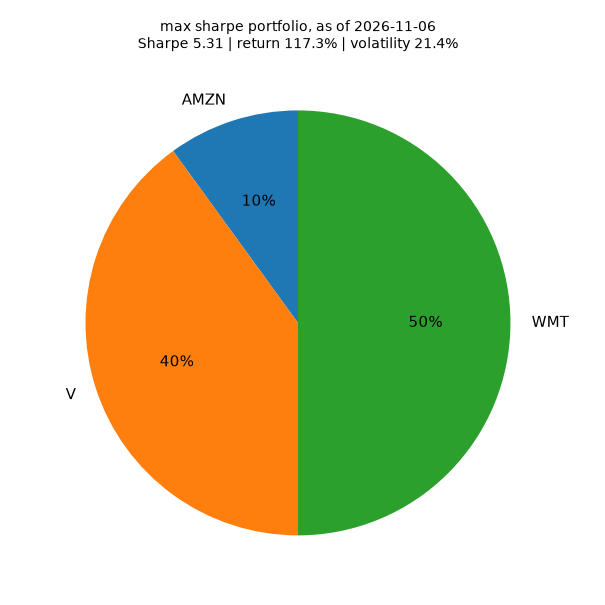 max sharpe portfolio, as of 2026-11-06
Sharpe 5.31 | return 117.3% | volatility 21.4%
AMZN
10%
50%
WMT
40%
V